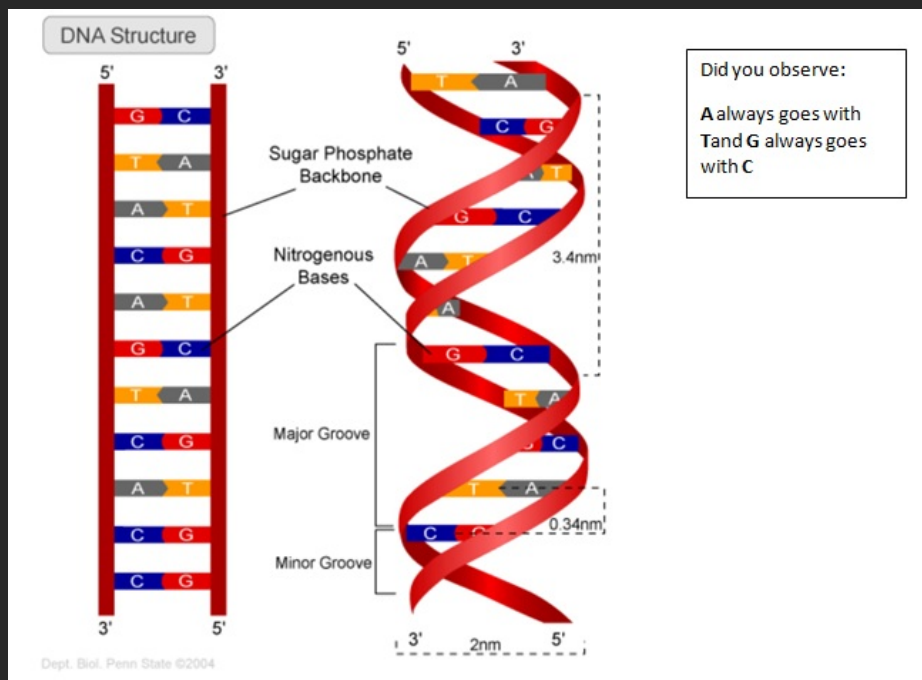 DNA Structure
5' 3'
G C
T A
A T
C G
A T
G C
T A
C G
A T
C G
C G
3' 5'
Sugar Phosphate
Backbone
Nitrogenous
Bases
Major Groove
Minor Groove
5' 3'
T A
C G
A T
G C
A T
A
G C
T A
G C
T A
C G
3' 5'
3.4nm
0.34nm
2nm
Did you observe:
A always goes with
Tand G always goes
with C
Dept. Biol. Penn State ©2004